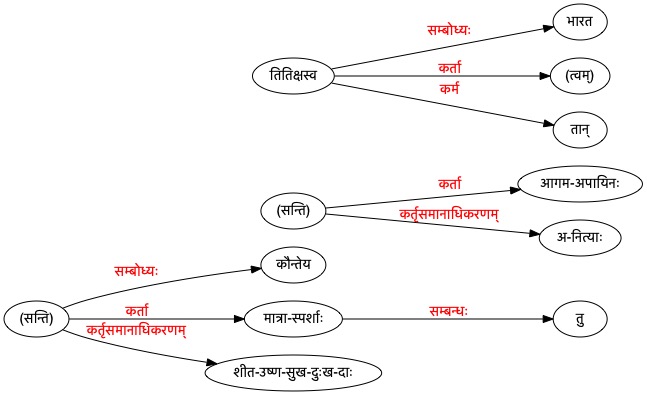 भारत
सम्बोध्यः
तितिक्षस्व
कर्ता
(त्वम्)
कर्म
तान्
कर्ता
आगम-अपायिनः
(सन्ति)
कर्तृसमानाधिकरणम्
अ-नित्याः
सम्बोध्यः
कौन्तेय
(सन्ति)
कर्ता
मात्रा-स्पर्शाः
सम्बन्धः
तु
कर्तृसमानाधिकरणम्
शीत-उष्ण-सुख-दुःख-दाः